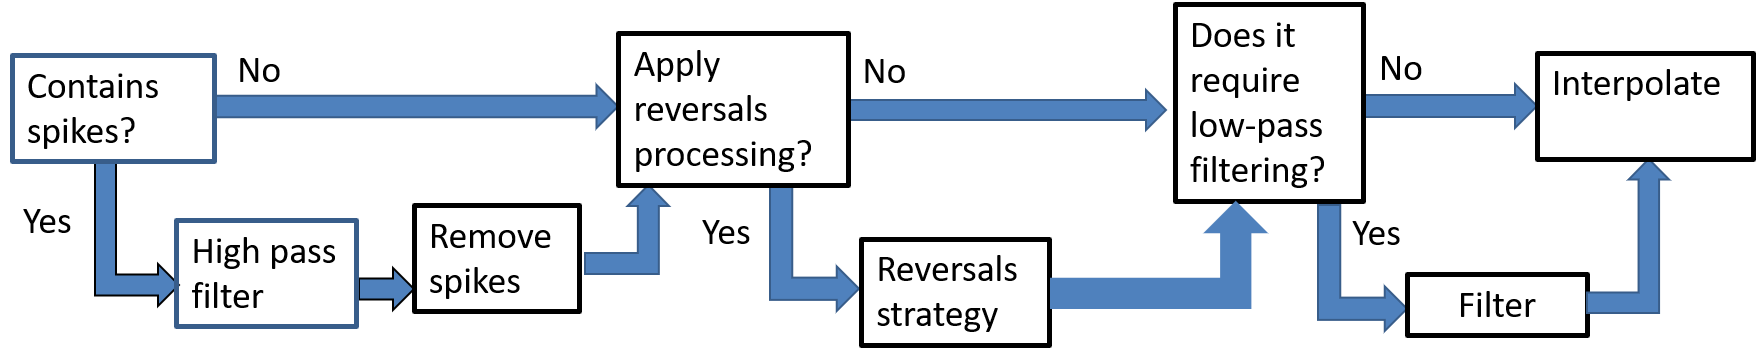 Contains
spikes?
No
Yes
High pass
filter
Remove
spikes
Apply
reversals
processing?
No
Yes
Reversals
strategy
Does it
require
low-pass
filtering?
No
Yes
Filter
Interpolate